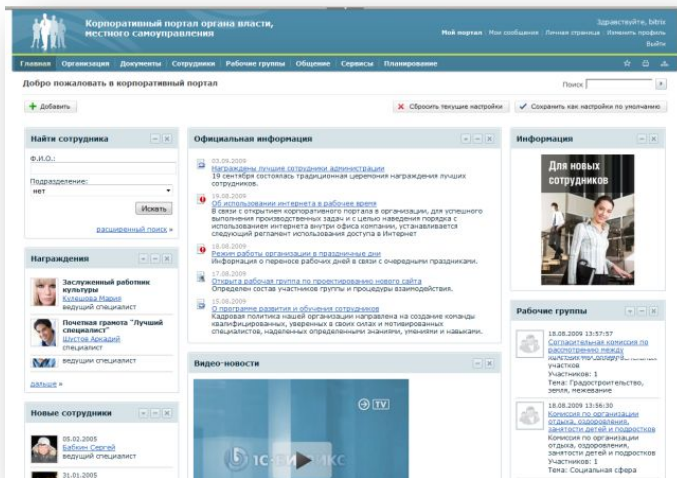 Корпоративный портал органа власти,
местного самоуправления
Здравствуйте, bitrix
Мой портал Мои сообщения Личная страница Изменить профиль
Выйти
Главная Организация Документы Сотрудники Рабочие группы Общение Сервисы Планирование
Добро пожаловать в корпоративный портал
Поиск
Добавить
Сбросить текущие настройки
Сохранить как настройки по умолчанию
Найти сотрудника
Ф.И.О.:
Подразделение:
нет
Искать
расширенный поиск »
Награждения
Заслуженный работник
культуры
Кулешова Мария
ведущий специалист
Почетная грамота "Лучший
специалист"
Шустов Аркадий
специалист
ведущий специалист
дальше »
Новые сотрудники
05.02.2005
Бабкин Сергей
ведущий специалист
31.01.2005
Официальная информация
03.09.2009
Награждены лучшие сотрудники администрации
19 сентября состоялась традиционная церемония награждения лучших
сотрудников.
19.08.2009
Об использовании интернета в рабочее время
В связи с открытием корпоративного портала в организации, для успешного
выполнения производственных задач и с целью наведения порядка с
использованием интернета внутри офиса компании, устанавливается
следующий регламент использования доступа в Интернет
18.08.2009
Режим работы организации в праздничные дни
Информация о переносе рабочих дней в связи с очередными праздниками.
17.08.2009
Открыта рабочая группа по проектированию нового сайта
Определен состав участников группы и процедуры взаимодействия.
15.08.2009
О программе развития и обучения сотрудников
Кадровая политика нашей организации направлена на создание команды
квалифицированных, уверенных в своих силах и мотивированных
специалистов, наделенных определенными знаниями, умениями и навыками.
Видео-новости
TV
1С-БИТРИКС
Информация
Для новых
сотрудников
Рабочие группы
18.08.2009 13:57:57
Согласительная комиссия по
рассмотрению между
участков
Участников: 1
Тема: Градостроительство,
земля, межевание
18.08.2009 13:56:30
Комиссия по организации
отдыха, оздоровления,
занятости детей и подростков
Комиссия по организации
отдыха, оздоровления,
занятости детей и подростков
Участников: 1
Тема: Социальная сфера